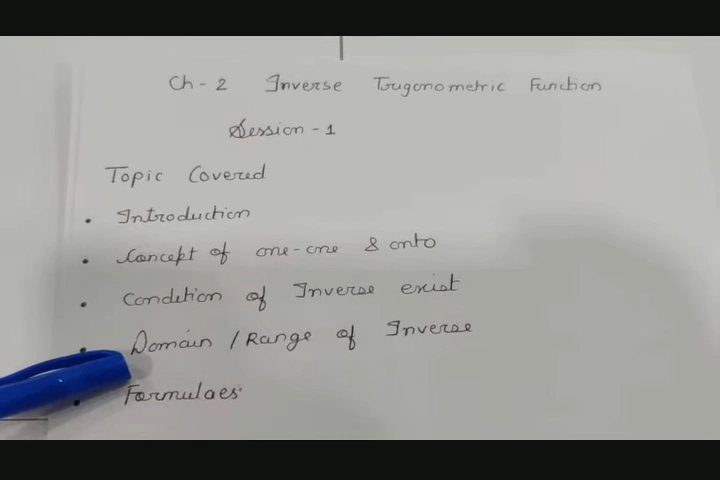 Ch - 2 Inverse Trigonometric Function
Session - 1
Topic Covered
• Introduction
• Concept of one-one & onto
• Condition of Inverse exist
• Domain / Range of Inverse
• Formulaes